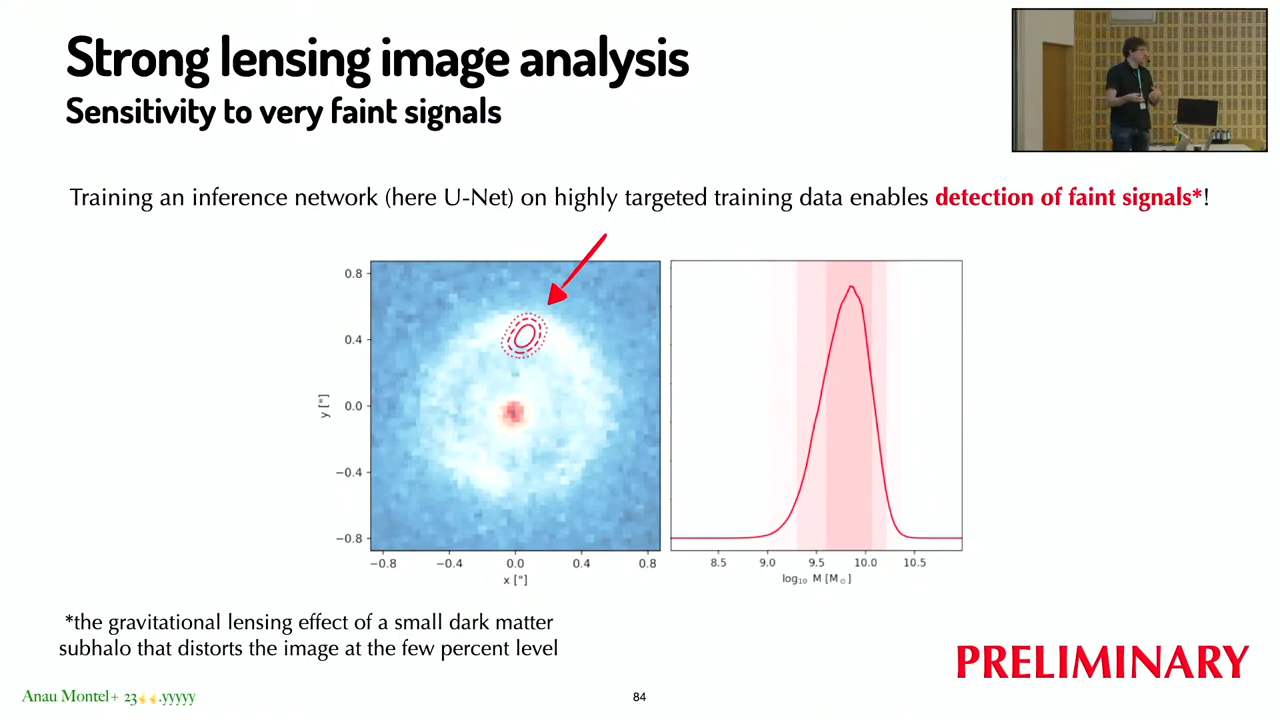 Strong lensing image analysis
Sensitivity to very faint signals
Training an inference network (here U-Net) on highly targeted training data enables detection of faint signals*!
0.8
0.4
0.0
−0.4
−0.8
y ["]
−0.8 −0.4 0.0 0.4 0.8
x ["]
8.5 9.0 9.5 10.0 10.5
log₁₀ M [M☉]
*the gravitational lensing effect of a small dark matter
subhalo that distorts the image at the few percent level
PRELIMINARY
Anau Montel+ 23👈👈.yyyyy
84